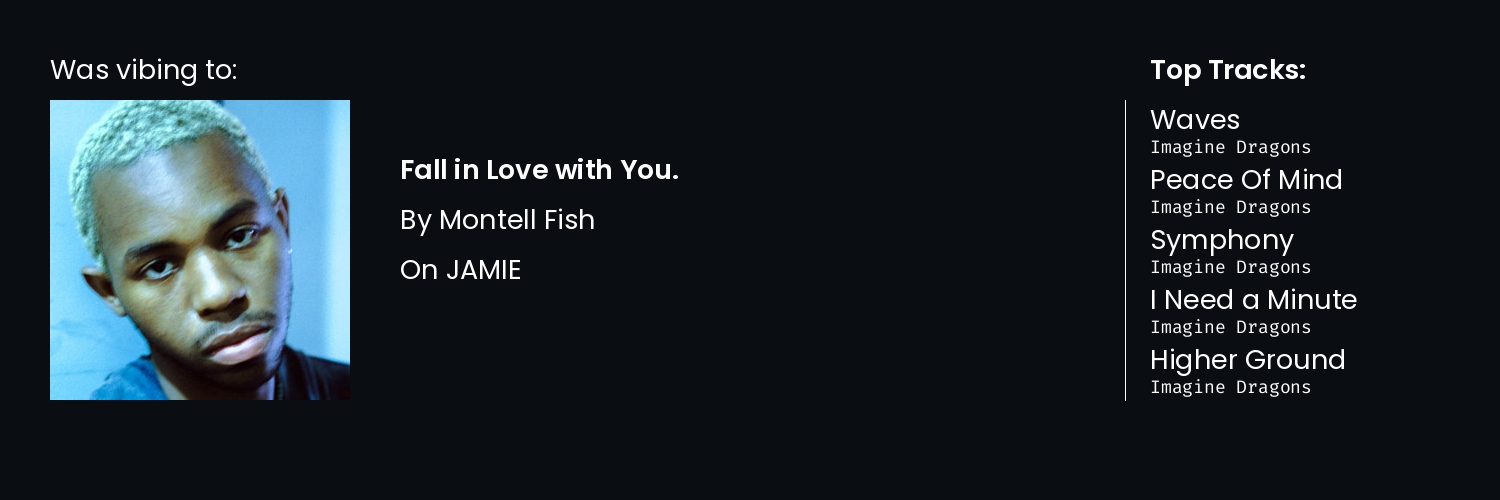 Was vibing to:
Fall in Love with You.
By Montell Fish
On JAMIE
Top Tracks:
Waves
Imagine Dragons
Peace Of Mind
Imagine Dragons
Symphony
Imagine Dragons
I Need a Minute
Imagine Dragons
Higher Ground
Imagine Dragons